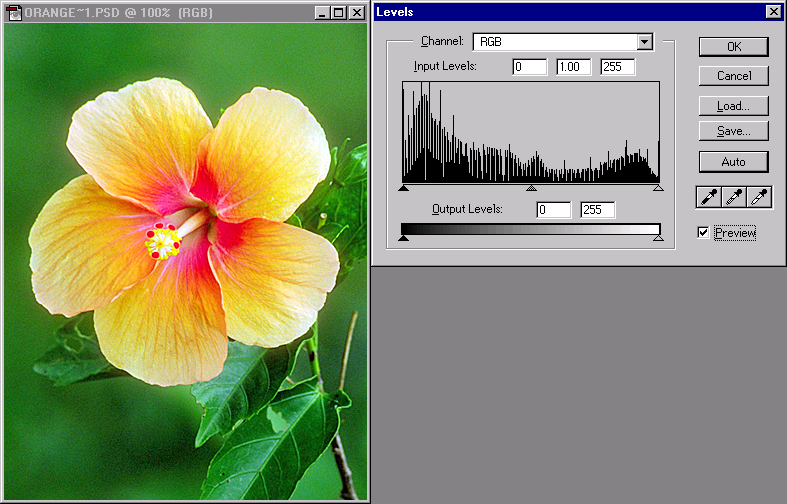 ORANGE~1.PSD @ 100% (RGB)
Levels
Channel: RGB
Input Levels: 0 1.00 255
Output Levels: 0 255
OK
Cancel
Load...
Save...
Auto
Preview